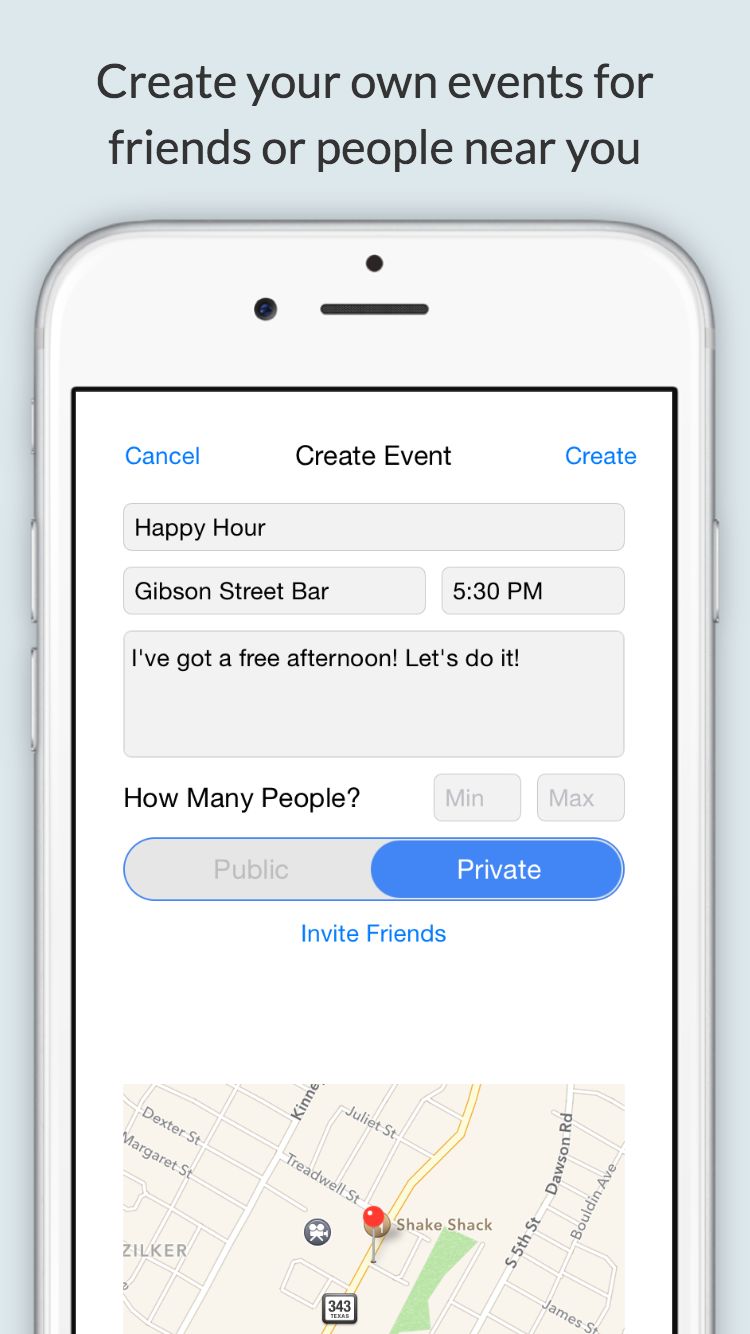 Create your own events for
friends or people near you
Cancel Create Event Create
Happy Hour
Gibson Street Bar 5:30 PM
I've got a free afternoon! Let's do it!
How Many People? Min Max
Public Private
Invite Friends
Kinne
Juliet St
Dexter St
Margaret St
Treadwell St
Dawson Rd
Bouldin Ave
Shake Shack
S 5th St
ZILKER
343
TEXAS
James St